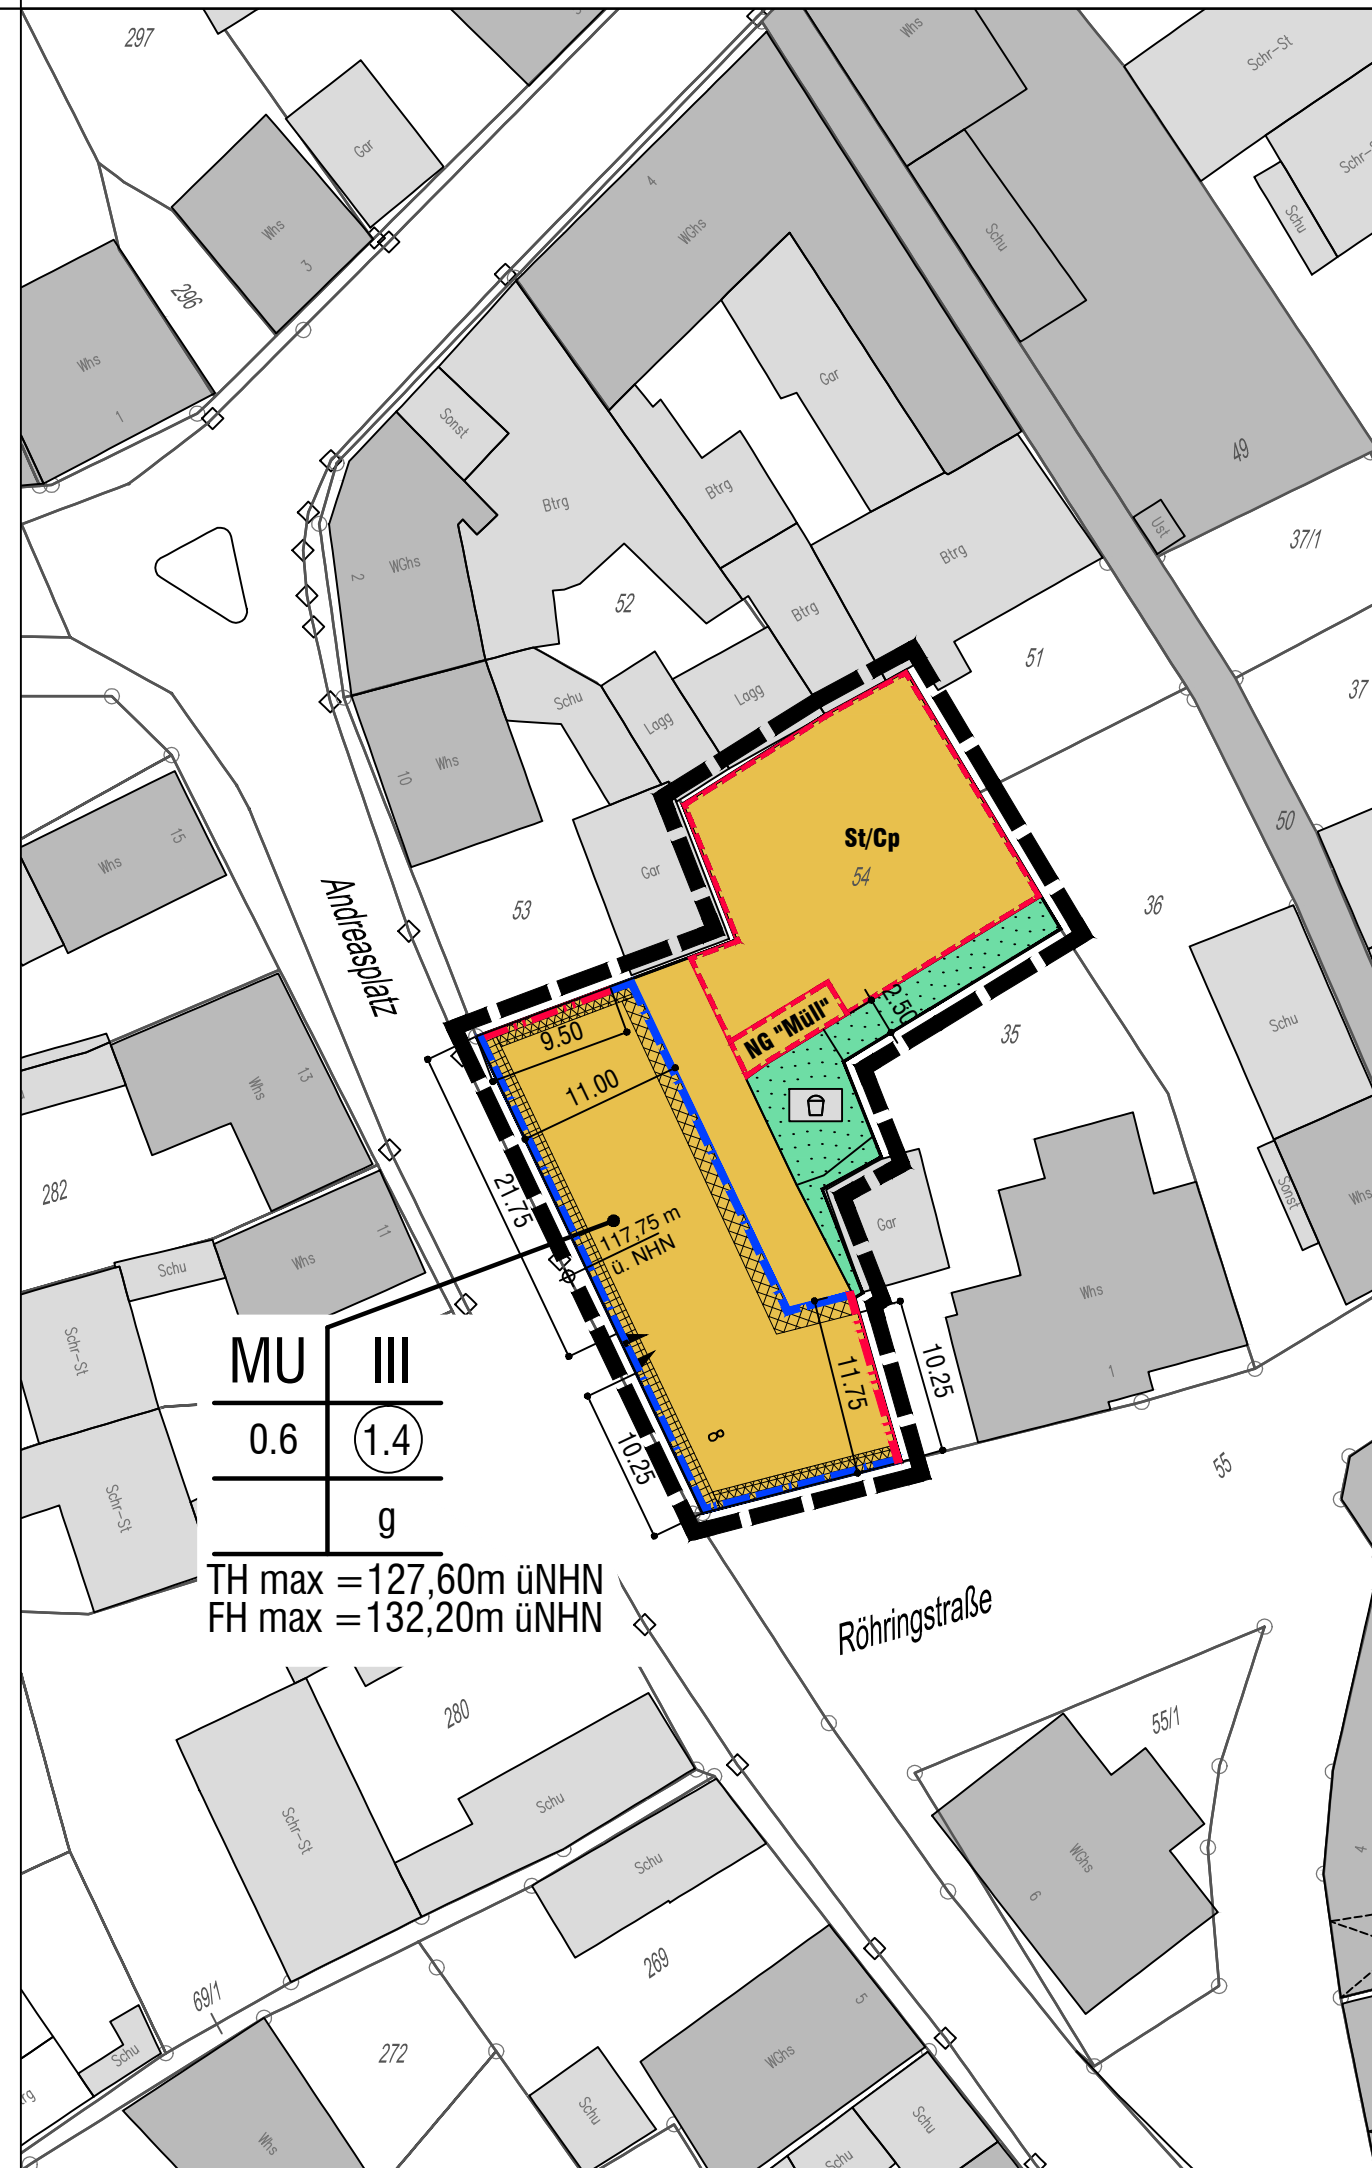 297
Gar
Whs
3
296
Whs
1
Whs
4
WGhs
Schr-St
Schu
Schu
Gar
Sonst
Btrg
Btrg
Btrg
Btrg
Ust
49
37/1
WGhs
2
52
51
37
Schu
Lagg
Lagg
Whs
10
50
St/Cp
54
36
Whs
15
Gar
53
Andreasplatz
NG "Müll"
2.50
35
Schu
9.50
11.00
Whs
13
282
21.75
117,75 m
ü. NHN
Gar
Sonst
Whs
Whs
11
Schu
Whs
1
Schr-St
MU III
0.6 1.4
g
TH max =127,60m üNHN
FH max =132,20m üNHN
11.75
10.25
8
10.25
55
Schr-St
Röhringstraße
280
55/1
Schr-St
Schu
Schu
WGhs
6
4
269
69/1
Schu
272
WGhs
5
Schu
Schu
Schu
Whs